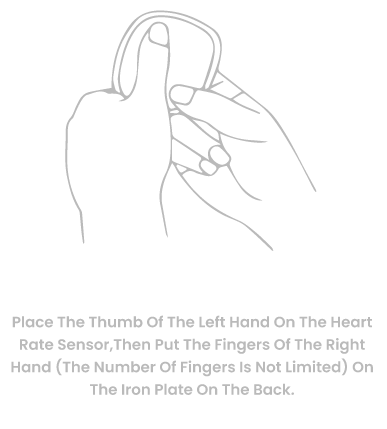 Place The Thumb Of The Left Hand On The Heart
Rate Sensor,Then Put The Fingers Of The Right
Hand (The Number Of Fingers Is Not Limited) On
The Iron Plate On The Back.